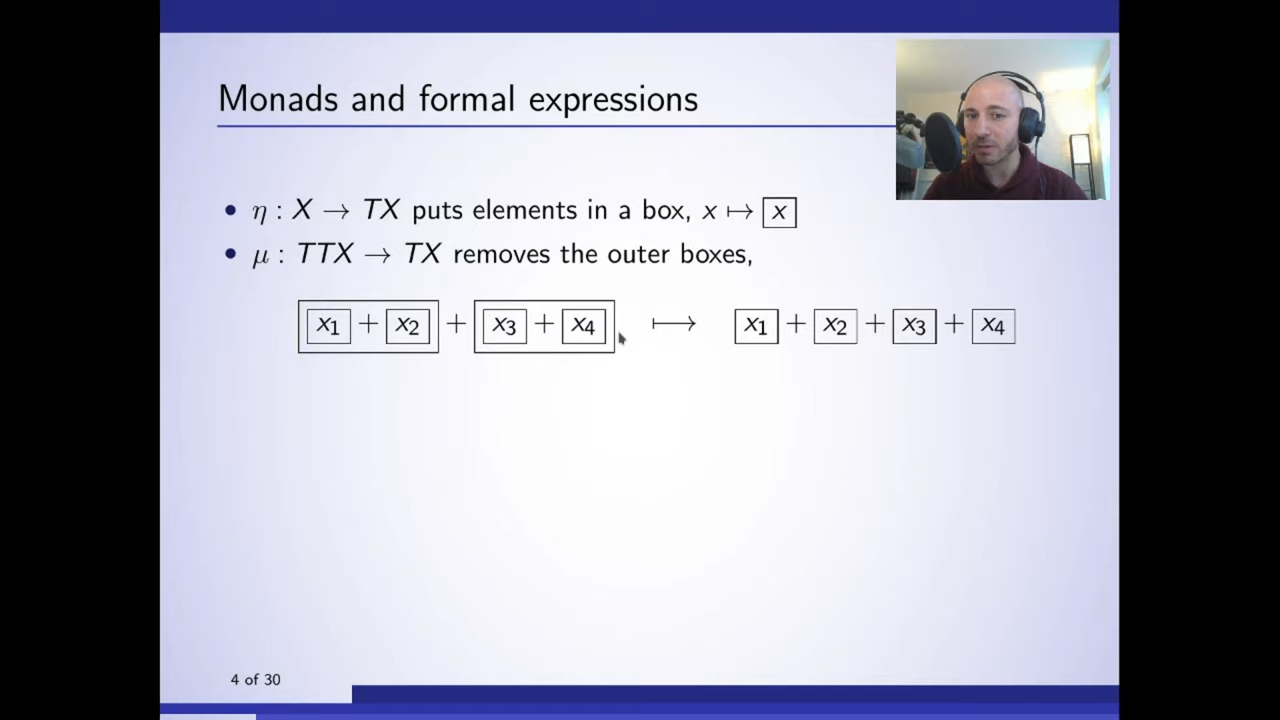 Monads and formal expressions
• η : X → TX puts elements in a box, x ↦ x
• μ : TTX → TX removes the outer boxes,
x₁ + x₂ + x₃ + x₄ ⟼ x₁ + x₂ + x₃ + x₄
4 of 30